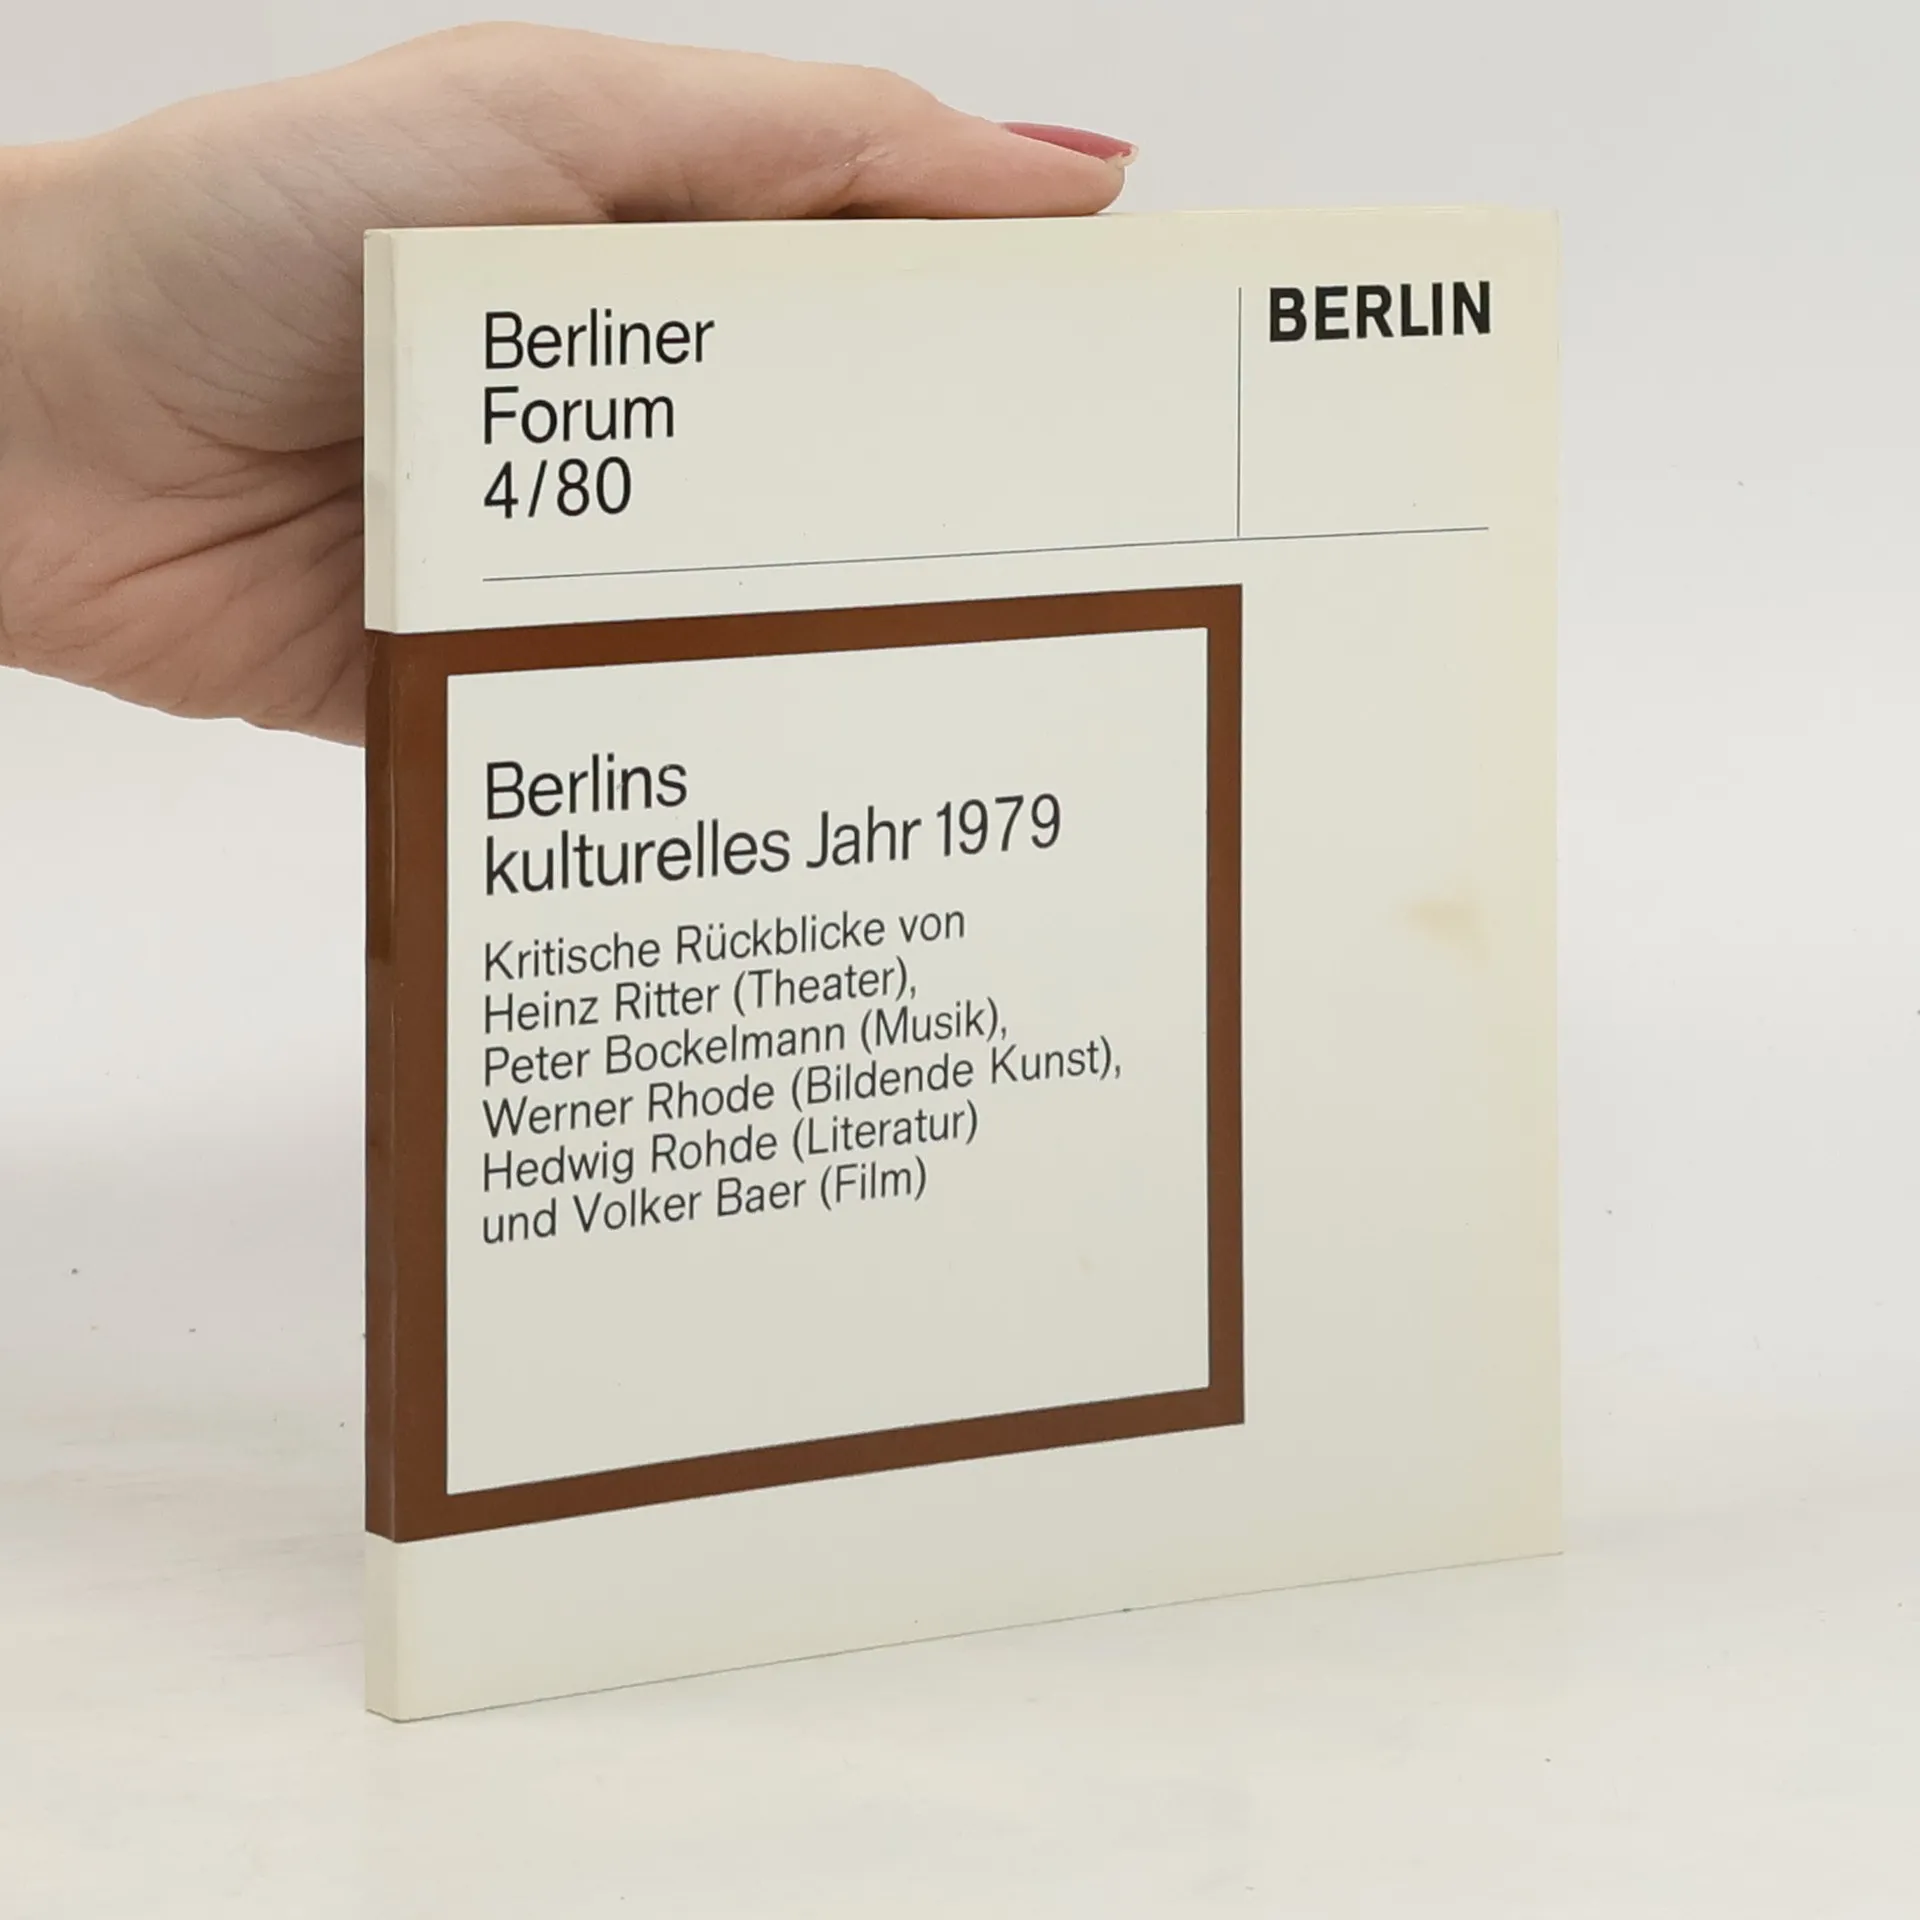 Berliner
Forum
4/80
BERLIN
Berlins
kulturelles Jahr 1979
Kritische Rückblicke von
Heinz Ritter (Theater),
Peter Bockelmann (Musik),
Werner Rhode (Bildende Kunst),
Hedwig Rohde (Literatur)
und Volker Baer (Film)